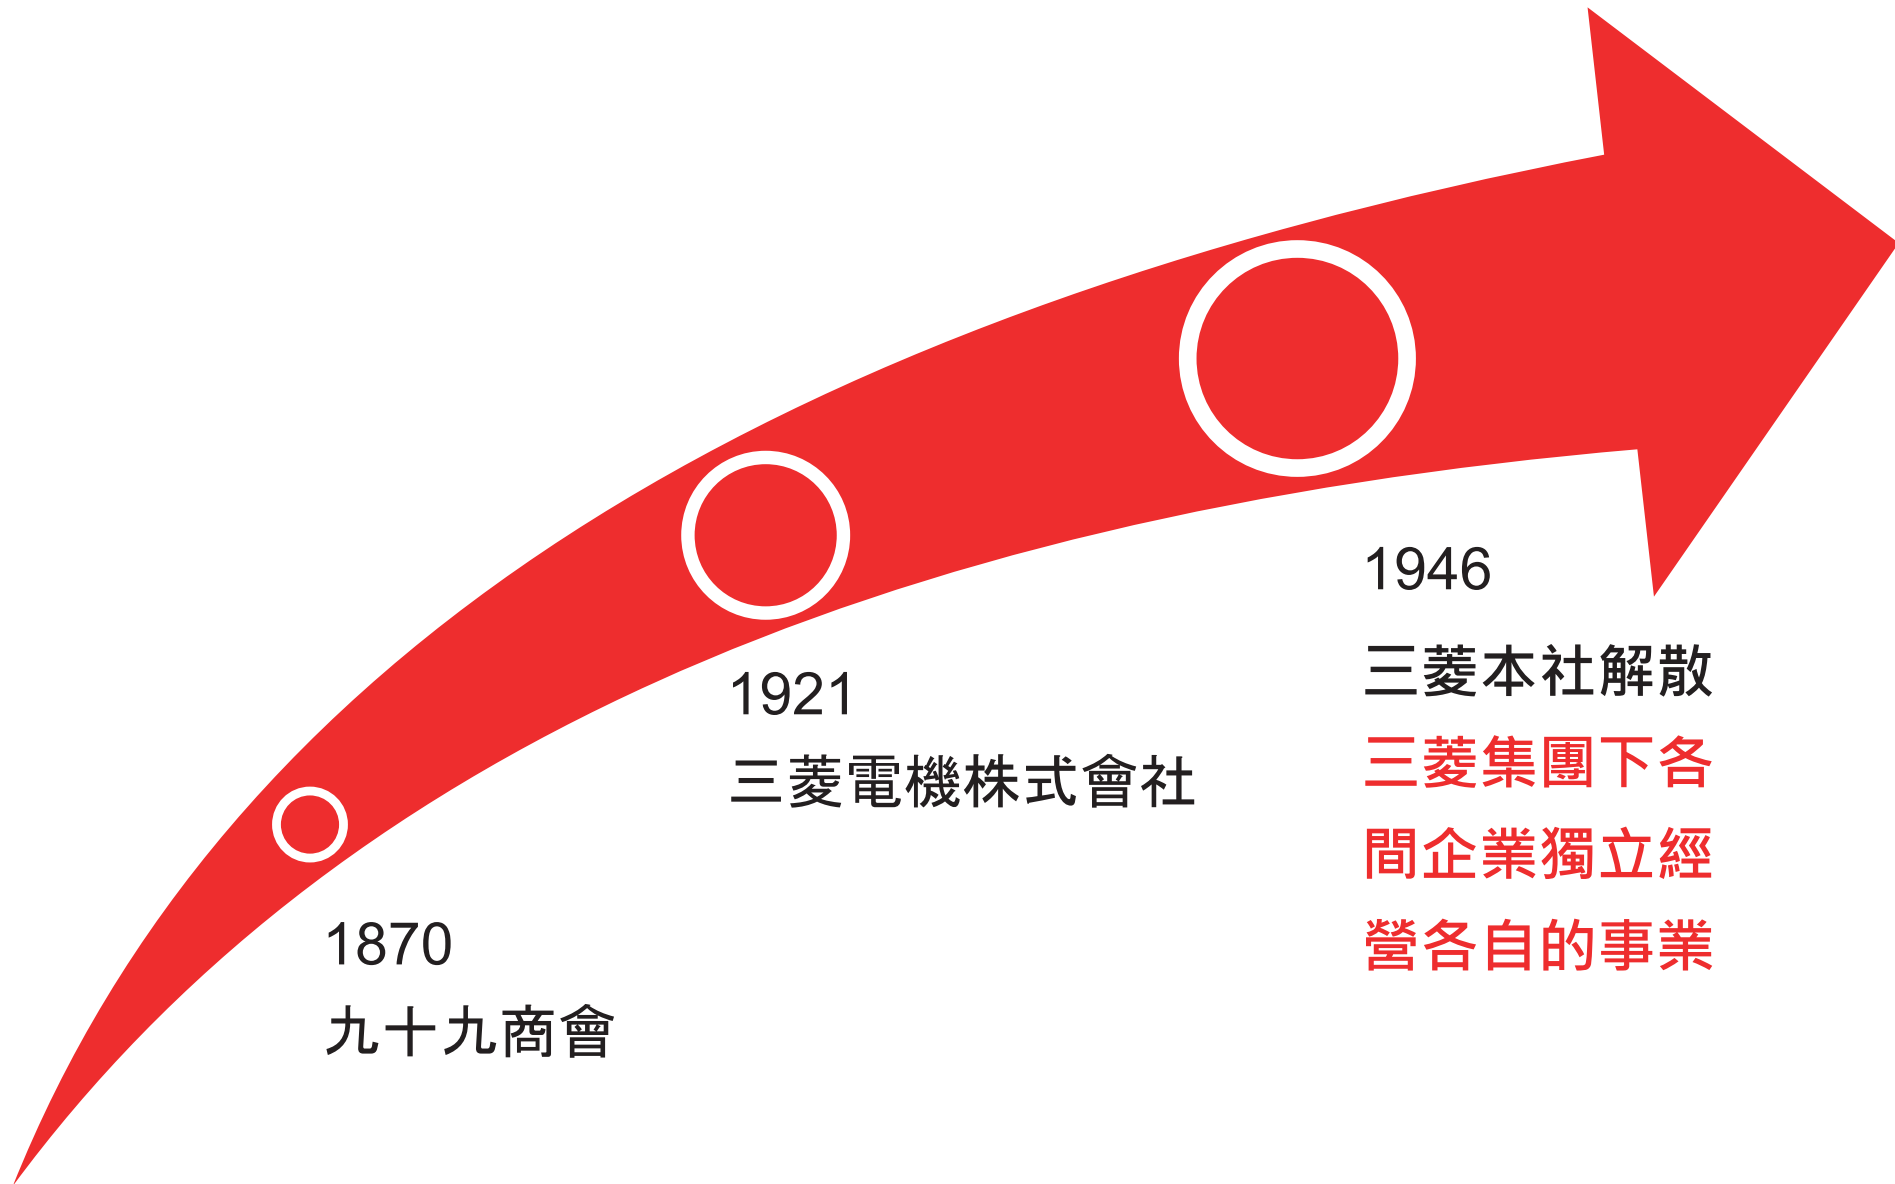 1870
九十九商會
1921
三菱電機株式會社
1946
三菱本社解散
三菱集團下各
間企業獨立經
營各自的事業